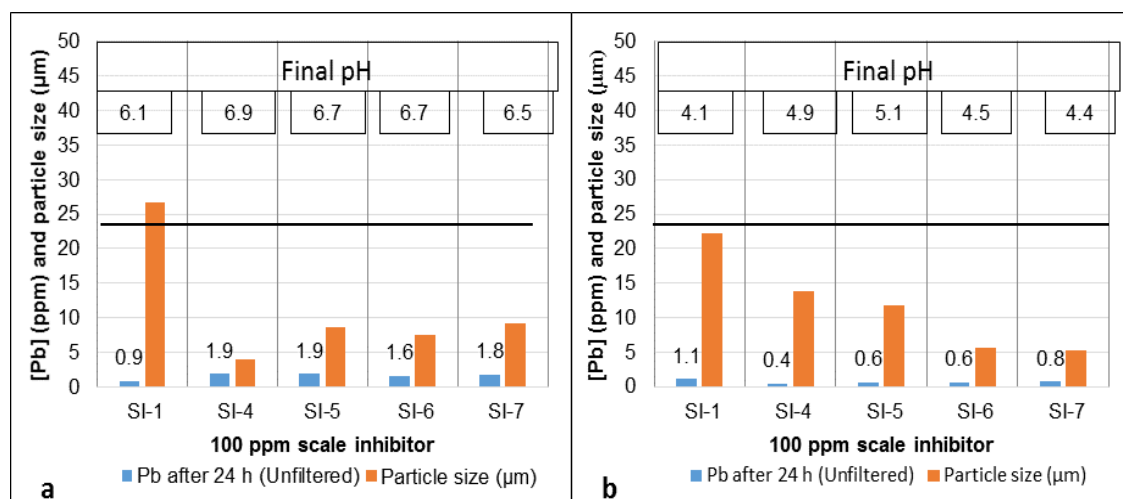 [Pb] (ppm) and particle size (µm)
50
45
40
35
30
25
20
15
10
5
0
Final pH
6.1 6.9 6.7 6.7 6.5
0.9 1.9 1.9 1.6 1.8
SI-1 SI-4 SI-5 SI-6 SI-7
100 ppm scale inhibitor
Pb after 24 h (Unfiltered) Particle size (µm)
a
[Pb] (ppm) and particle size (µm)
50
45
40
35
30
25
20
15
10
5
0
Final pH
4.1 4.9 5.1 4.5 4.4
1.1 0.4 0.6 0.6 0.8
SI-1 SI-4 SI-5 SI-6 SI-7
100 ppm scale inhibitor
Pb after 24 h (Unfiltered) Particle size (µm)
b